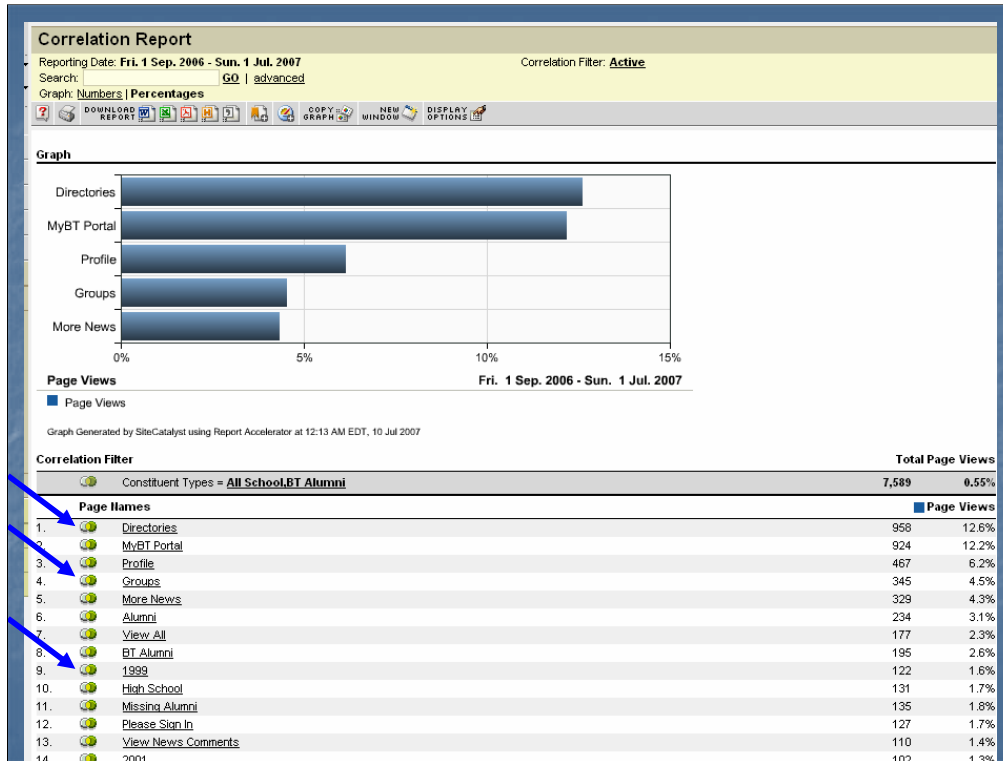 Correlation Report
Reporting Date: Fri. 1 Sep. 2006 - Sun. 1 Jul. 2007 Correlation Filter: Active
Search: GO | advanced
Graph: Numbers | Percentages
DOWNLOAD REPORT COPY GRAPH NEW WINDOW DISPLAY OPTIONS
Graph
Directories
MyBT Portal
Profile
Groups
More News
0% 5% 10% 15%
Page Views Fri. 1 Sep. 2006 - Sun. 1 Jul. 2007
Page Views
Graph Generated by SiteCatalyst using Report Accelerator at 12:13 AM EDT, 10 Jul 2007
Correlation Filter Total Page Views
Constituent Types = All School,BT Alumni 7,589 0.55%
Page Names Page Views
1. Directories 958 12.6%
2. MyBT Portal 924 12.2%
3. Profile 467 6.2%
4. Groups 345 4.5%
5. More News 329 4.3%
6. Alumni 234 3.1%
7. View All 177 2.3%
8. BT Alumni 195 2.6%
9. 1999 122 1.6%
10. High School 131 1.7%
11. Missing Alumni 135 1.8%
12. Please Sign In 127 1.7%
13. View News Comments 110 1.4%
14. 2001 102 1.3%